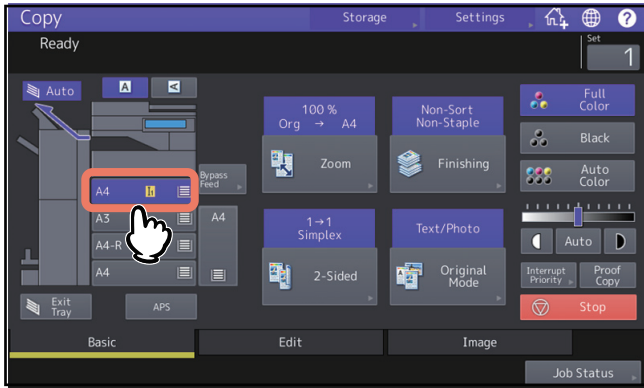 Copy
Storage
Settings
?
Ready
Set
1
Auto
A
A
100 %
Org → A4
Zoom
Non-Sort
Non-Staple
Finishing
Full
Color
Black
Auto
Color
A4
Bypass
Feed
A3
A4
A4-R
A4
1→1
Simplex
2-Sided
Text/Photo
Original
Mode
Auto
Interrupt
Priority
Proof
Copy
Exit
Tray
APS
Stop
Basic
Edit
Image
Job Status